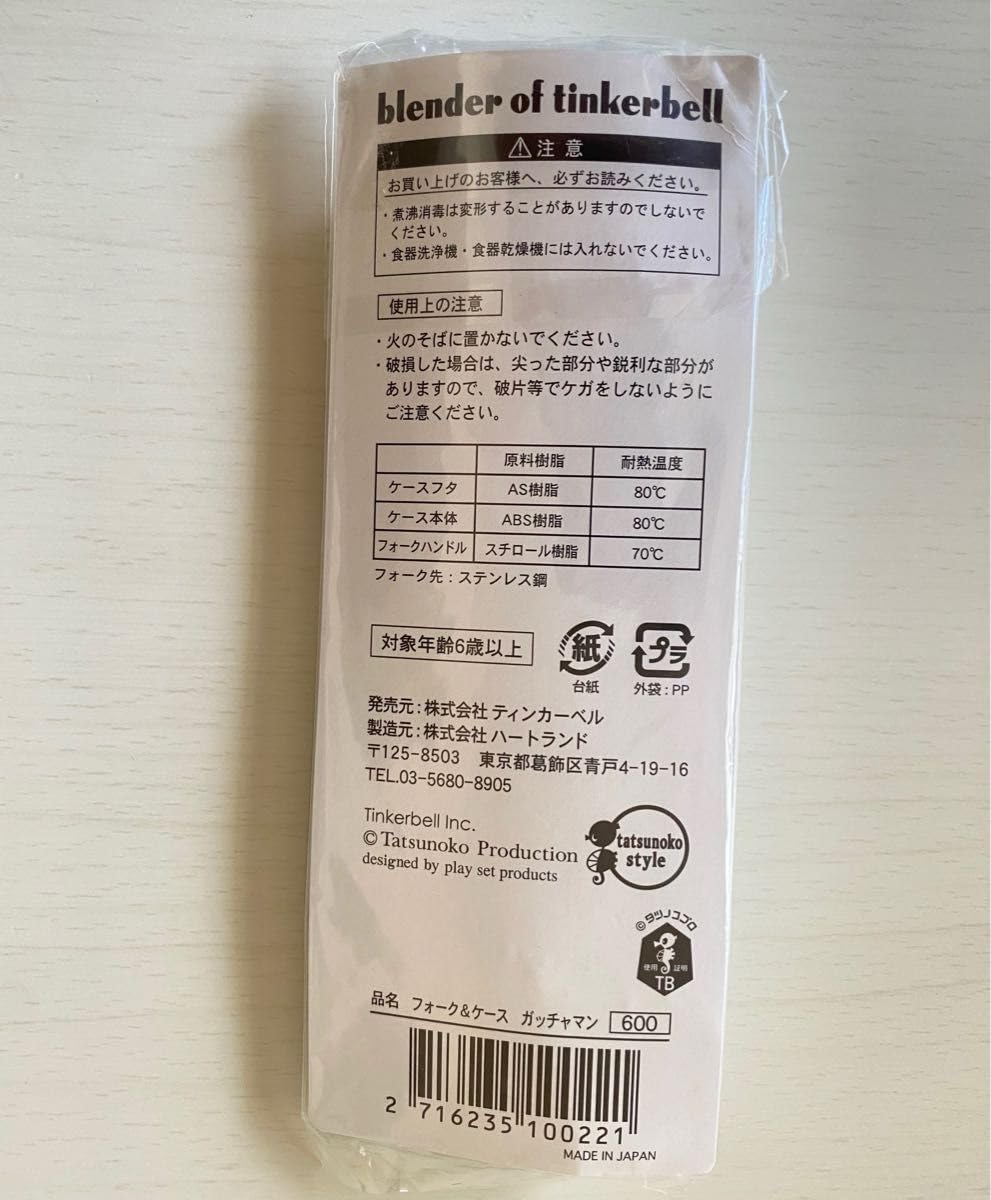 blender of tinkerbell
⚠注 意
お買い上げのお客様へ、必ずお読みください。
・煮沸消毒は変形することがありますのでしないで
ください。
・食器洗浄機・食器乾燥機には入れないでください。
使用上の注意
・火のそばに置かないでください。
・破損した場合は、尖った部分や鋭利な部分が
ありますので、破片等でケガをしないように
ご注意ください。
原料樹脂 耐熱温度
ケースフタ AS樹脂 80℃
ケース本体 ABS樹脂 80℃
フォークハンドル スチロール樹脂 70℃
フォーク先：ステンレス鋼
対象年齢6歳以上
紙
台紙
プラ
外袋：PP
発売元：株式会社 ティンカーベル
製造元：株式会社 ハートランド
〒125-8503 東京都葛飾区青戸4-19-16
TEL.03-5680-8905
Tinkerbell Inc.
©Tatsunoko Production
designed by play set products
tatsunoko
style
©タツノコプロ
使用 証明
TB
品名 フォーク&ケース ガッチャマン 600
2 716235 100221
MADE IN JAPAN